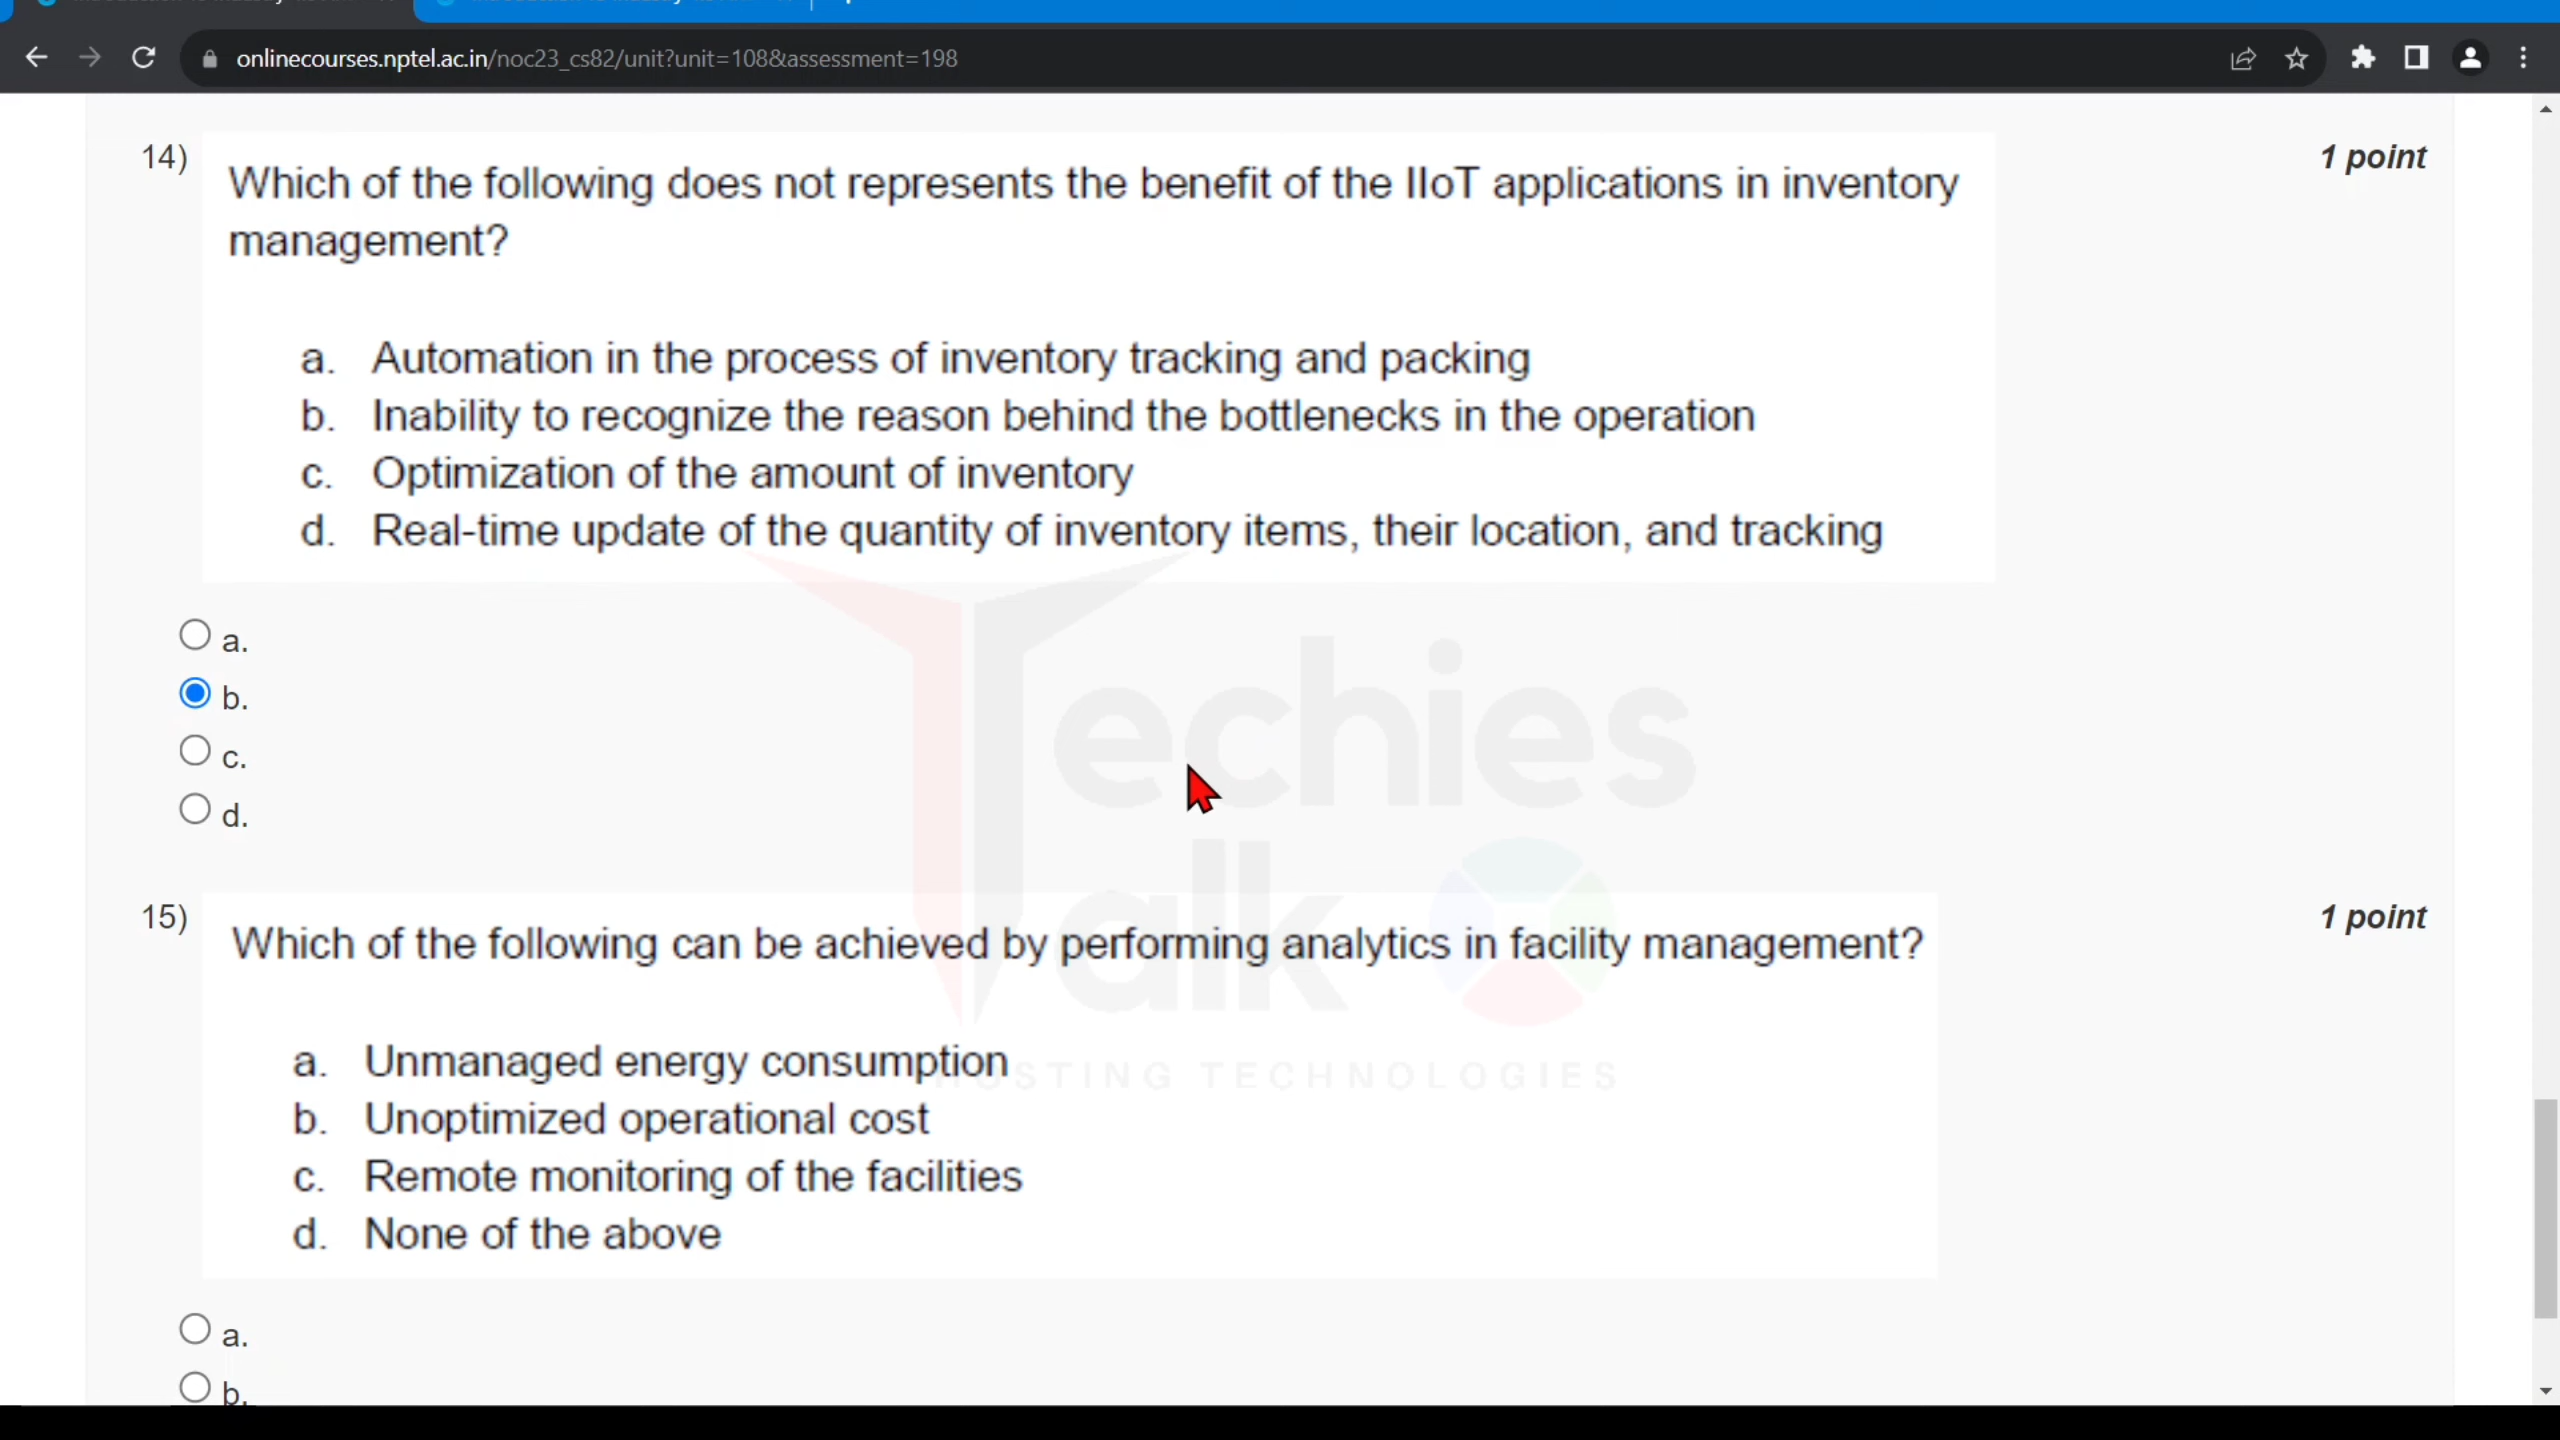 onlinecourses.nptel.ac.in/noc23_cs82/unit?unit=108&assessment=198
14)
1 point
Which of the following does not represents the benefit of the IIoT applications in inventory
management?
a. Automation in the process of inventory tracking and packing
b. Inability to recognize the reason behind the bottlenecks in the operation
c. Optimization of the amount of inventory
d. Real-time update of the quantity of inventory items, their location, and tracking
a.
b.
c.
d.
Techies
Talk
HOSTING TECHNOLOGIES
15)
1 point
Which of the following can be achieved by performing analytics in facility management?
a. Unmanaged energy consumption
b. Unoptimized operational cost
c. Remote monitoring of the facilities
d. None of the above
a.
b.